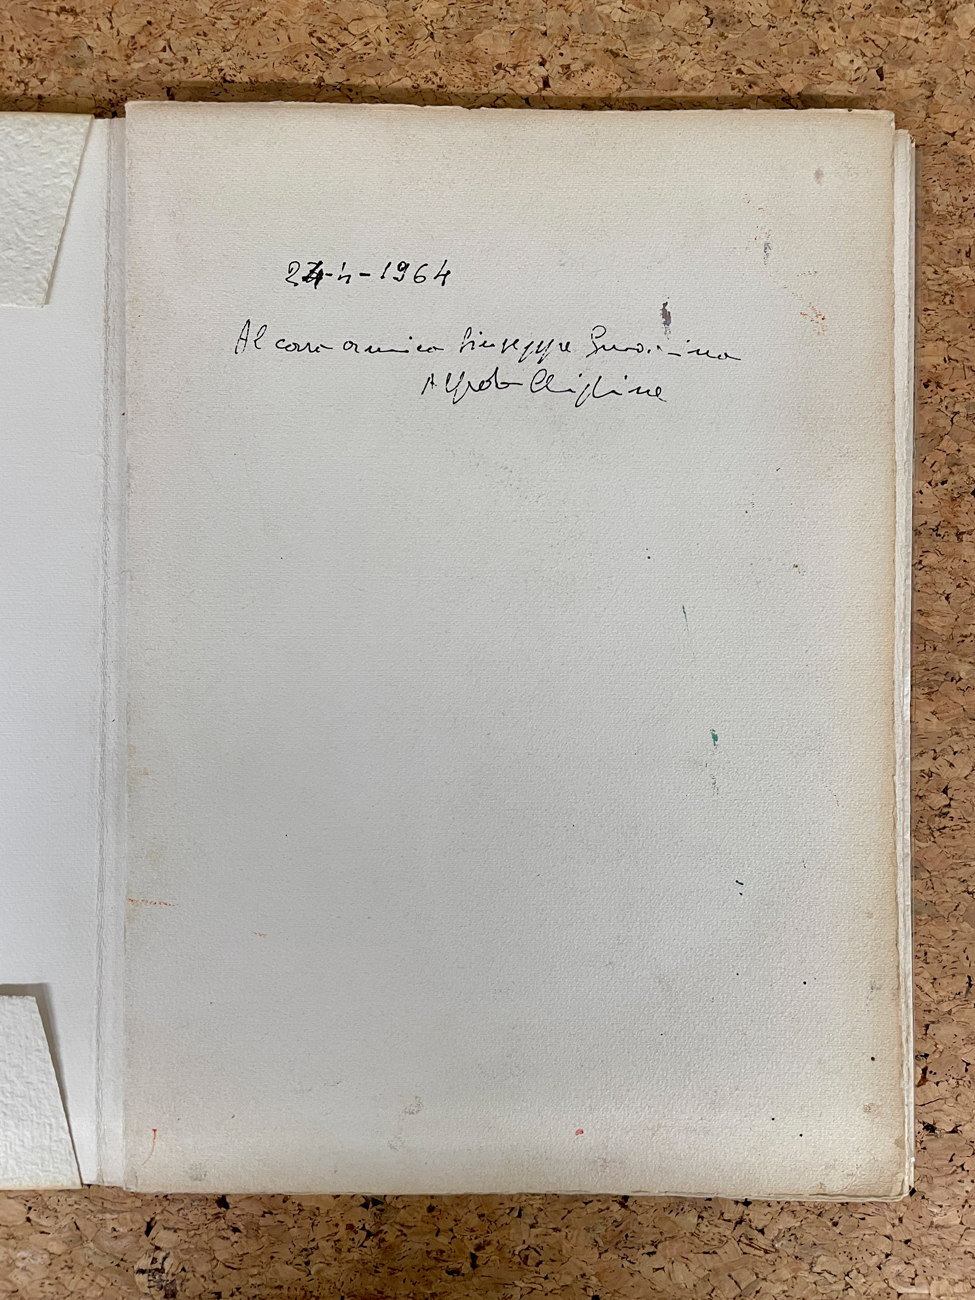 24-4-1964
Al caro amico Giuseppe
Alfredo Chighine